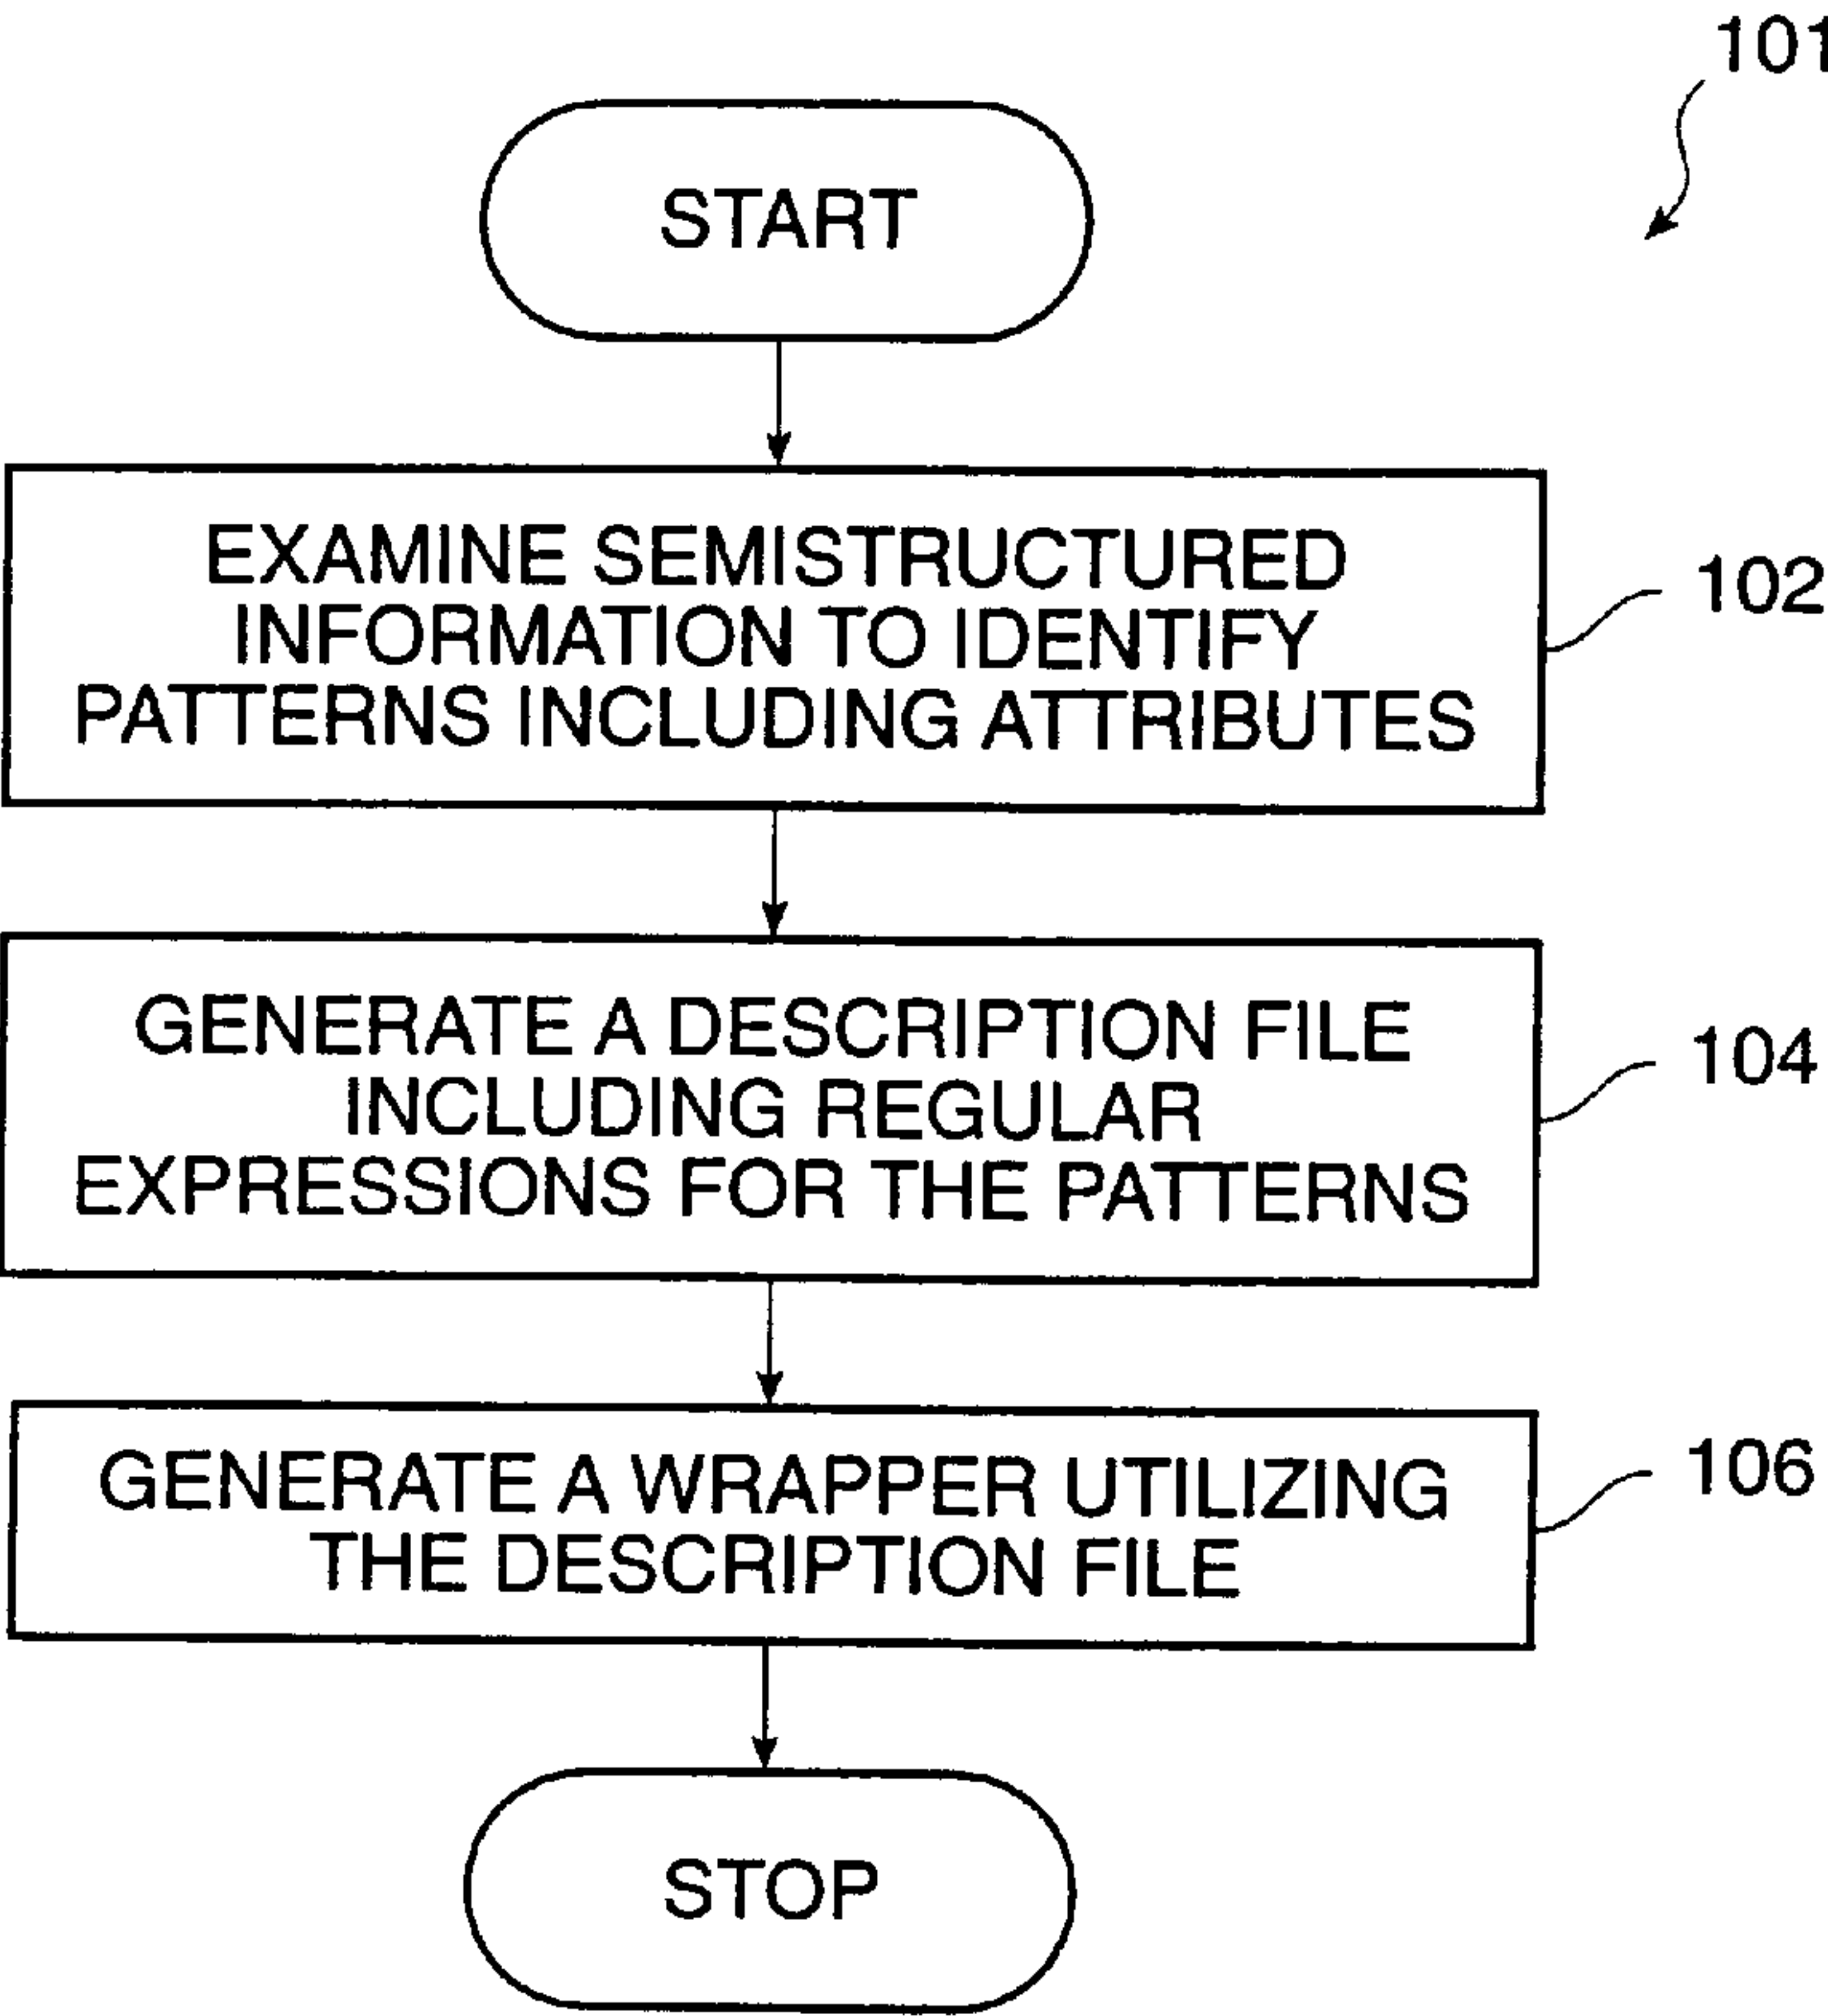 101
START
EXAMINE SEMISTRUCTURED
INFORMATION TO IDENTIFY
PATTERNS INCLUDING ATTRIBUTES
102
GENERATE A DESCRIPTION FILE
INCLUDING REGULAR
EXPRESSIONS FOR THE PATTERNS
104
GENERATE A WRAPPER UTILIZING
THE DESCRIPTION FILE
106
STOP